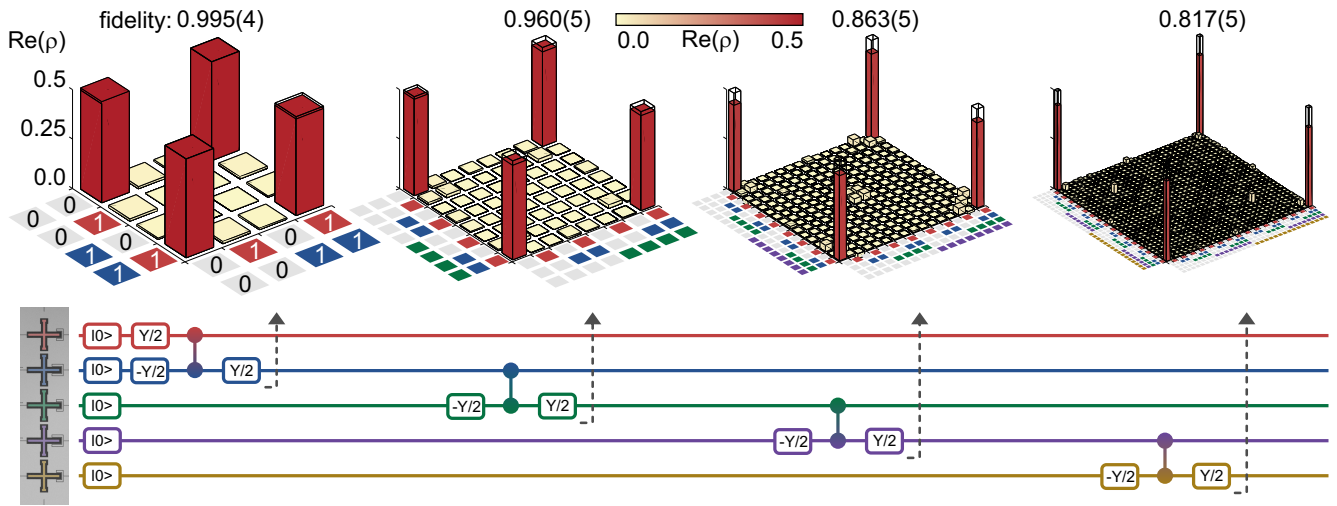 fidelity: 0.995(4) 0.960(5) 0.863(5) 0.817(5)
Re(ρ)
0.0 Re(ρ) 0.5
0.5
0.25
0.0
0 0 0 1
0 1 0 0 1 1
1 1 0 0
|0> Y/2
|0> -Y/2 Y/2
|0> -Y/2 Y/2
|0> -Y/2 Y/2
|0> -Y/2 Y/2